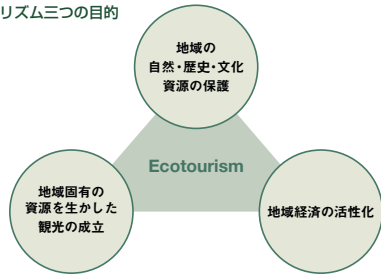 リズム三つの目的
地域の
自然・歴史・文化
資源の保護
Ecotourism
地域固有の
資源を生かした
観光の成立
地域経済の活性化